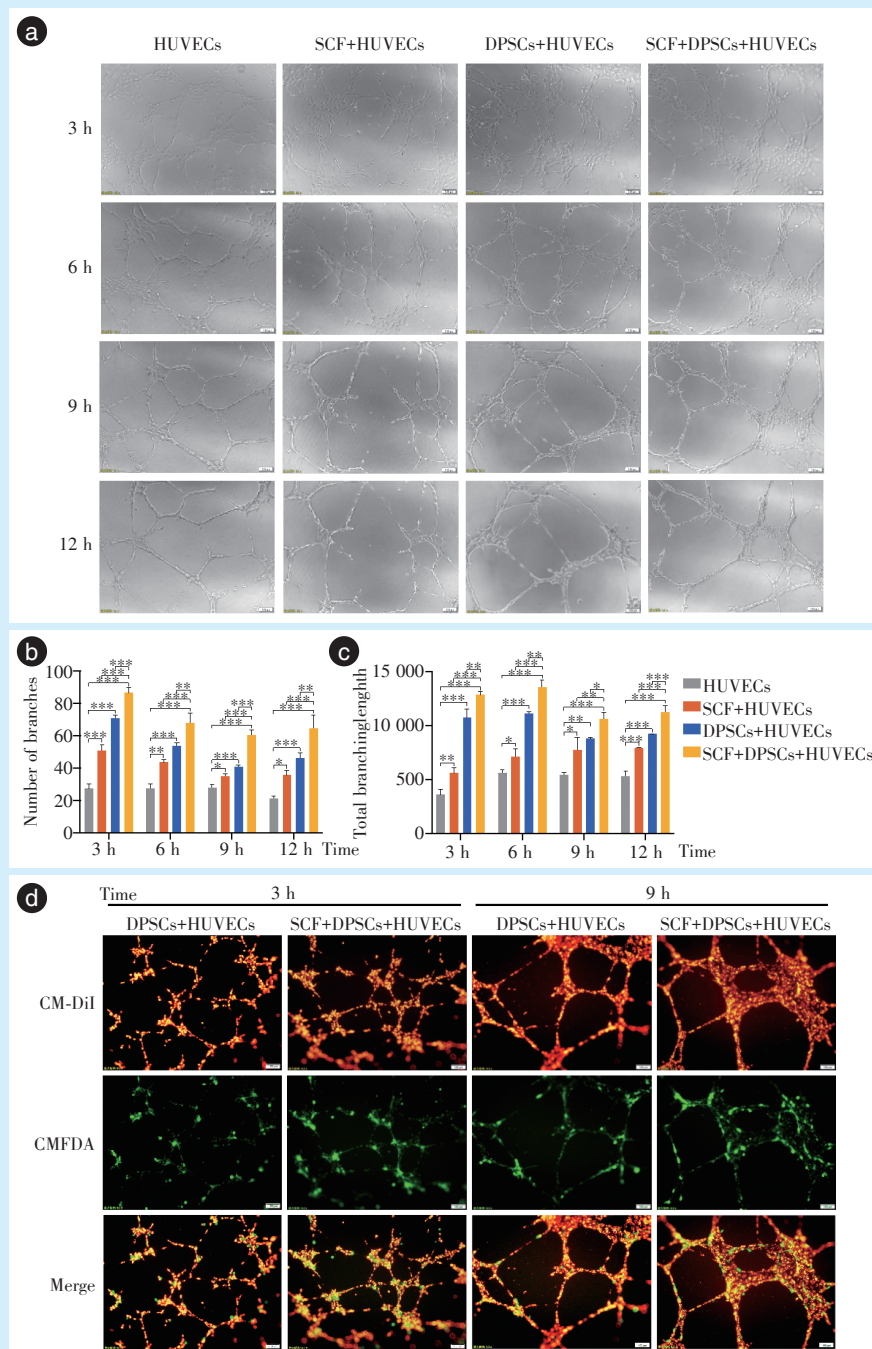 a
HUVECs SCF+HUVECs DPSCs+HUVECs SCF+DPSCs+HUVECs
3 h
6 h
9 h
12 h
b
Number of branches
100
80
60
40
20
0
*** *** *** *** *** ***
** *** *** *** ** ***
* *** *** *** ***
* *** *** *** **
3 h 6 h 9 h 12 h Time
c
Total branchinglenghth
15 000
10 000
500
0
** *** *** *** **
* *** *** *** **
* ** *** ** *
*** *** *** *** ***
3 h 6 h 9 h 12 h Time
HUVECs
SCF+HUVECs
DPSCs+HUVECs
SCF+DPSCs+HUVECs
d
Time 3 h 9 h
DPSCs+HUVECs SCF+DPSCs+HUVECs DPSCs+HUVECs SCF+DPSCs+HUVECs
CM-DiI
CMFDA
Merge